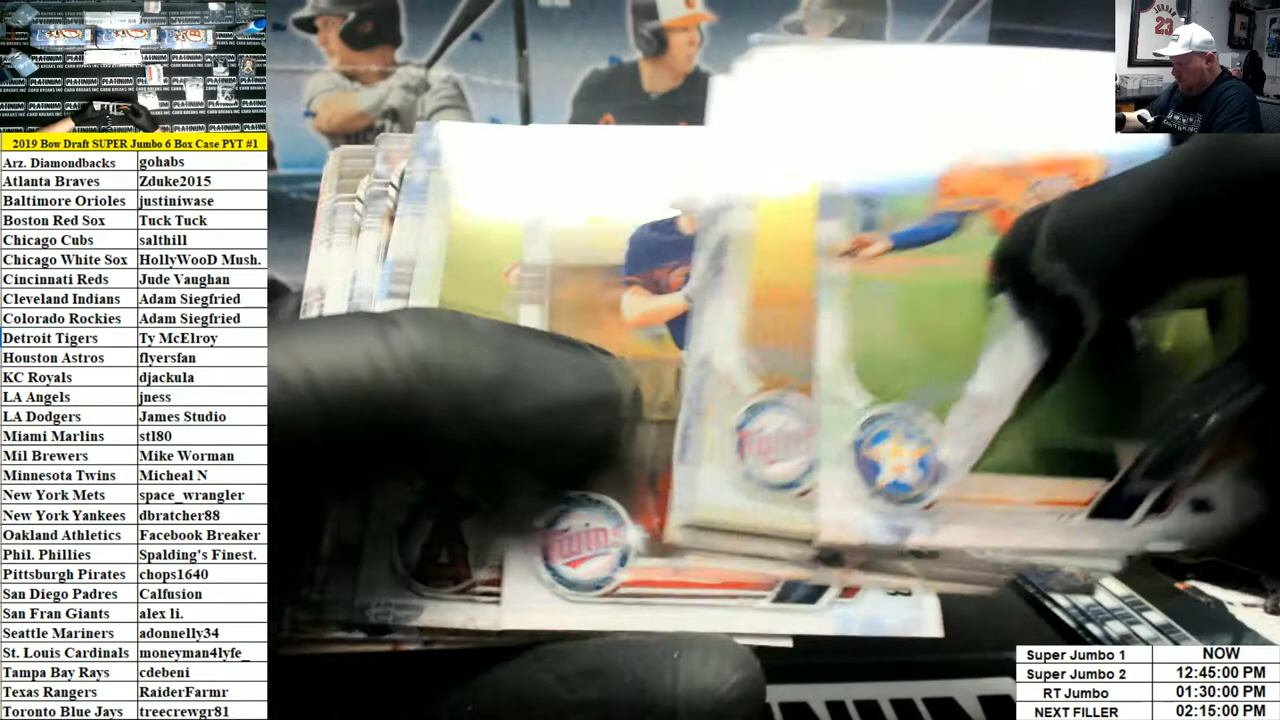 2019 Bow Draft SUPER Jumbo 6 Box Case PYT #1
Arz. Diamondbacks gohabs
Atlanta Braves Zduke2015
Baltimore Orioles justiniwase
Boston Red Sox Tuck Tuck
Chicago Cubs salthill
Chicago White Sox HollyWooD Mush.
Cincinnati Reds Jude Vaughan
Cleveland Indians Adam Siegfried
Colorado Rockies Adam Siegfried
Detroit Tigers Ty McElroy
Houston Astros flyersfan
KC Royals djackula
LA Angels jness
LA Dodgers James Studio
Miami Marlins stl80
Mil Brewers Mike Worman
Minnesota Twins Micheal N
New York Mets space_wrangler
New York Yankees dbratcher88
Oakland Athletics Facebook Breaker
Phil. Phillies Spalding's Finest.
Pittsburgh Pirates chops1640
San Diego Padres Calfusion
San Fran Giants alex li.
Seattle Mariners adonnelly34
St. Louis Cardinals moneyman4lyfe_
Tampa Bay Rays cdebeni
Texas Rangers RaiderFarmr
Toronto Blue Jays treecrewgr81
Twins
Twins
JORDAN
23
PLATINUM
CARD BREAKS INC
Super Jumbo 1 NOW
Super Jumbo 2 12:45:00 PM
RT Jumbo 01:30:00 PM
NEXT FILLER 02:15:00 PM